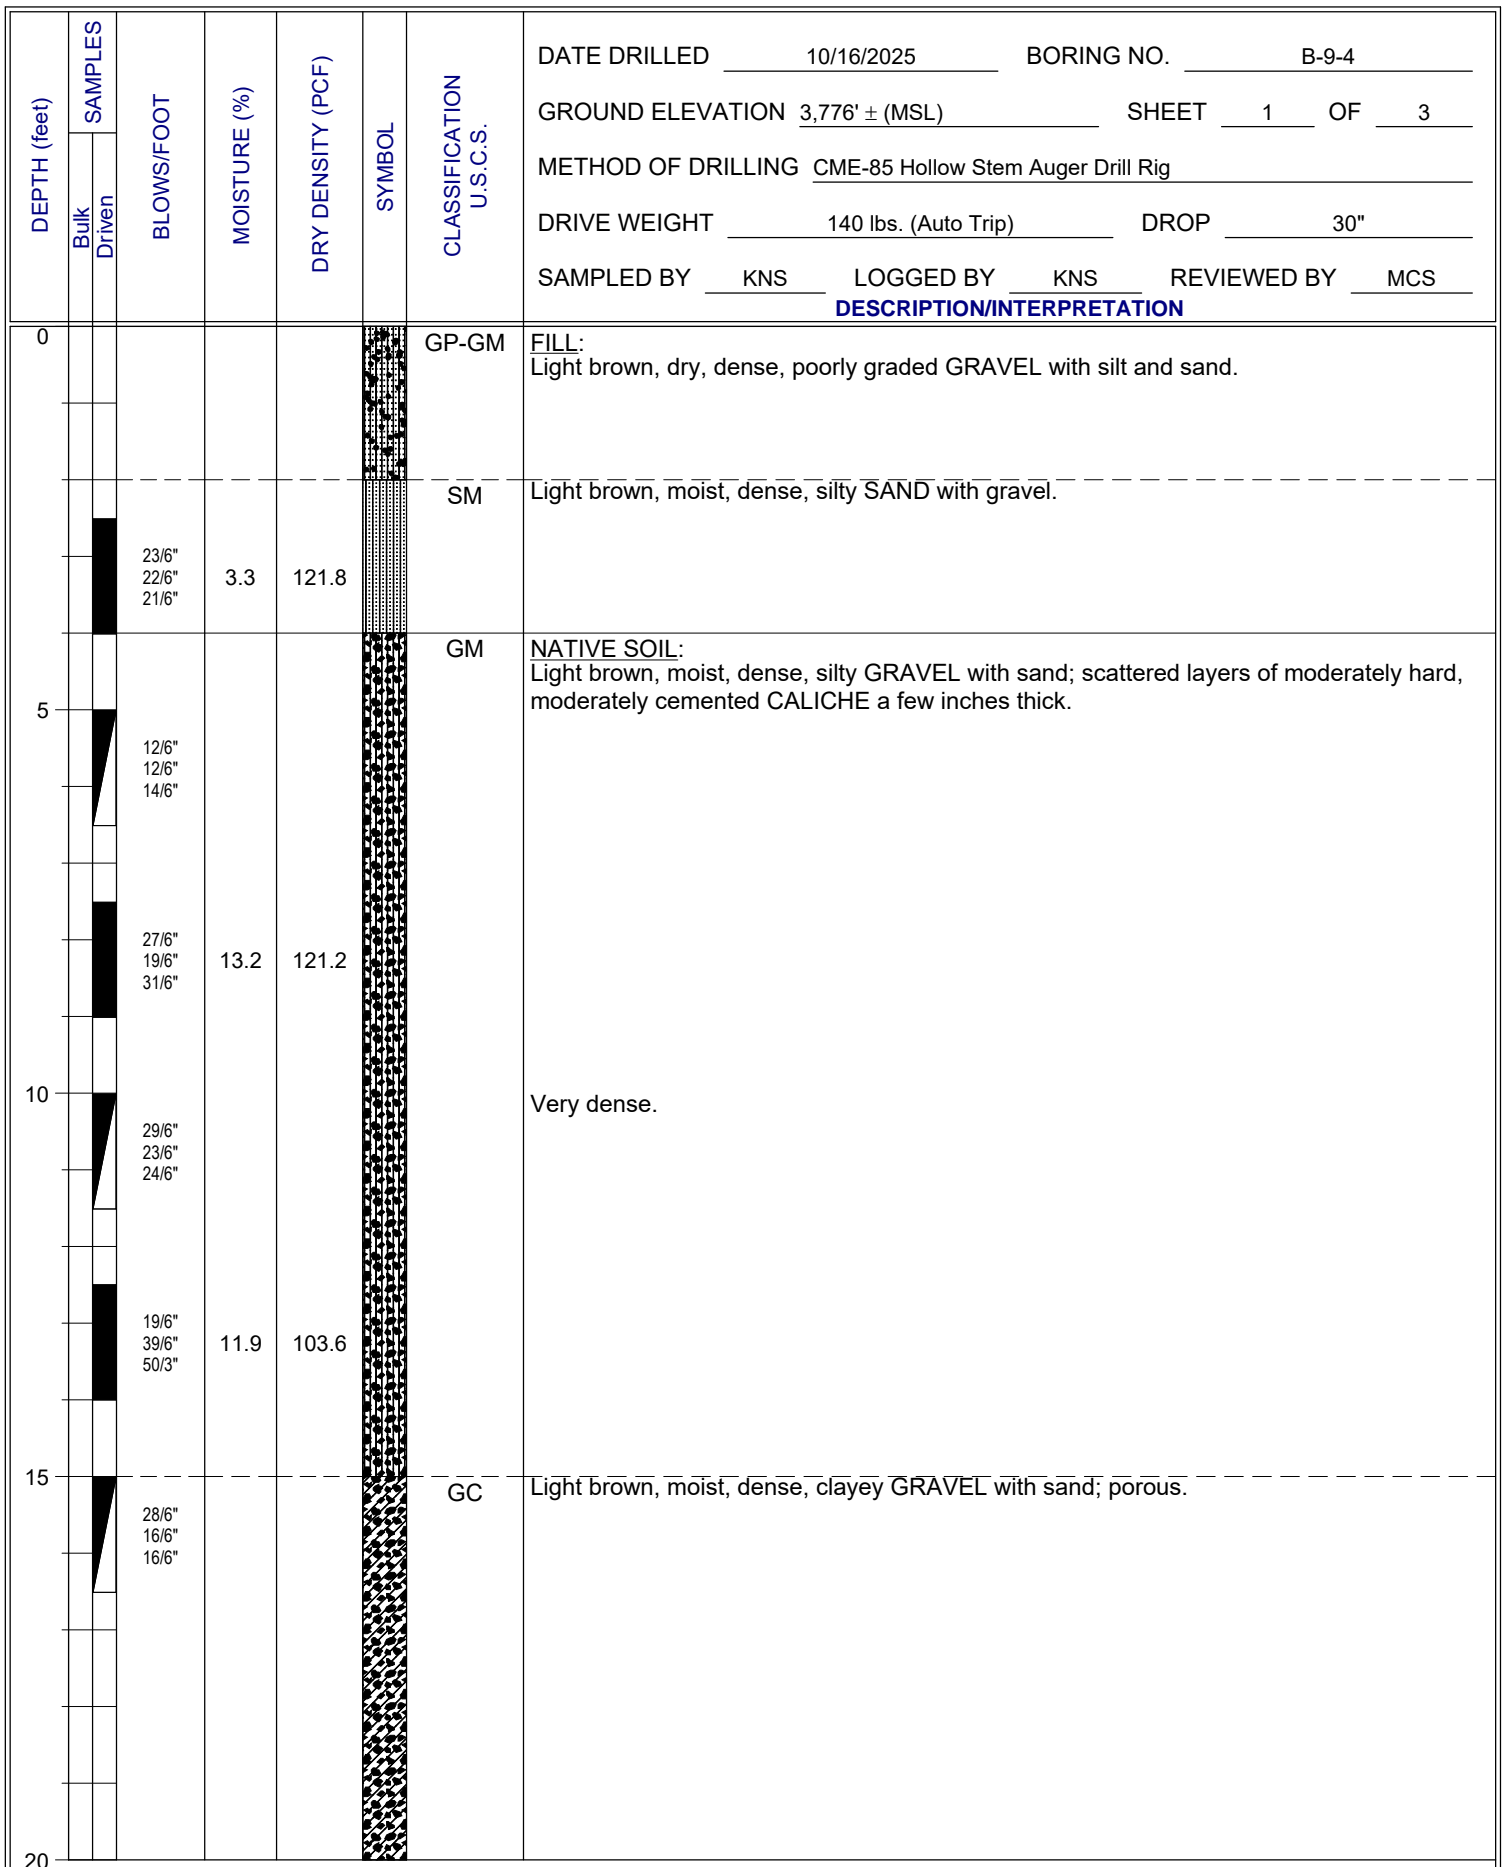 DEPTH (feet)
SAMPLES
Bulk
Driven
BLOWS/FOOT
MOISTURE (%)
DRY DENSITY (PCF)
SYMBOL
CLASSIFICATION
U.S.C.S.
DATE DRILLED 10/16/2025 BORING NO. B-9-4
GROUND ELEVATION 3,776' ± (MSL) SHEET 1 OF 3
METHOD OF DRILLING CME-85 Hollow Stem Auger Drill Rig
DRIVE WEIGHT 140 lbs. (Auto Trip) DROP 30"
SAMPLED BY KNS LOGGED BY KNS REVIEWED BY MCS
DESCRIPTION/INTERPRETATION
0 GP-GM FILL:
Light brown, dry, dense, poorly graded GRAVEL with silt and sand.
SM Light brown, moist, dense, silty SAND with gravel.
23/6"
22/6" 3.3 121.8
21/6"
GM NATIVE SOIL:
Light brown, moist, dense, silty GRAVEL with sand; scattered layers of moderately hard,
moderately cemented CALICHE a few inches thick.
5
12/6"
12/6"
14/6"
27/6"
19/6" 13.2 121.2
31/6"
10 Very dense.
29/6"
23/6"
24/6"
19/6"
39/6" 11.9 103.6
50/3"
15 GC Light brown, moist, dense, clayey GRAVEL with sand; porous.
28/6"
16/6"
16/6"
20